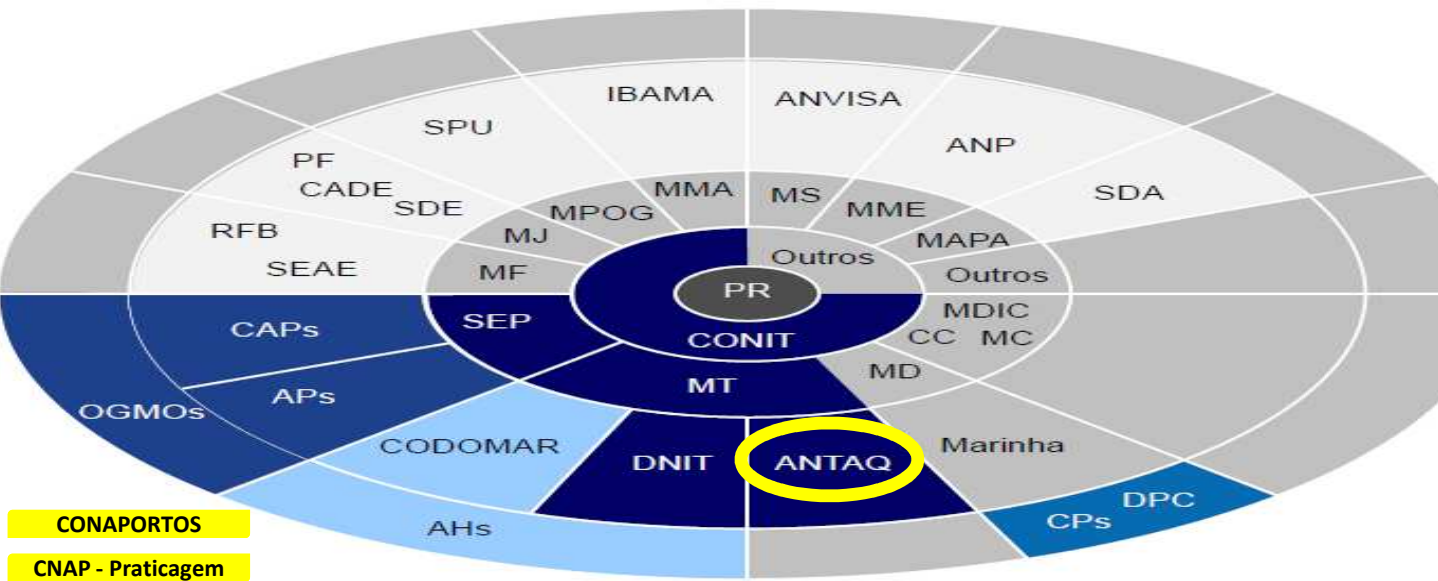 IBAMA
ANVISA
SPU
ANP
PF
CADE
SDE
SDA
MMA
MS
MPOG
MME
RFB
MJ
MAPA
SEAE
MF
Outros
Outros
PR
CAPs
SEP
CONIT
MDIC
CC MC
MT
MD
APs
OGMOs
CODOMAR
DNIT
ANTAQ
Marinha
DPC
CPs
AHs
CONAPORTOS
CNAP - Praticagem